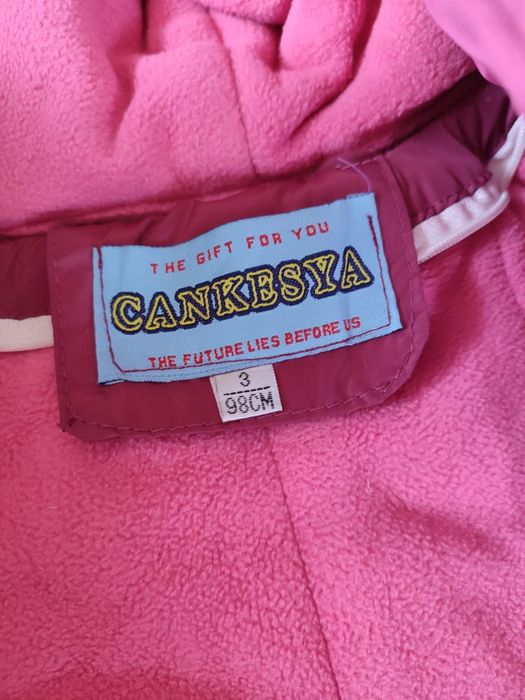 THE GIFT FOR YOU
CANKESYA
THE FUTURE LIES BEFORE US
3
98CM